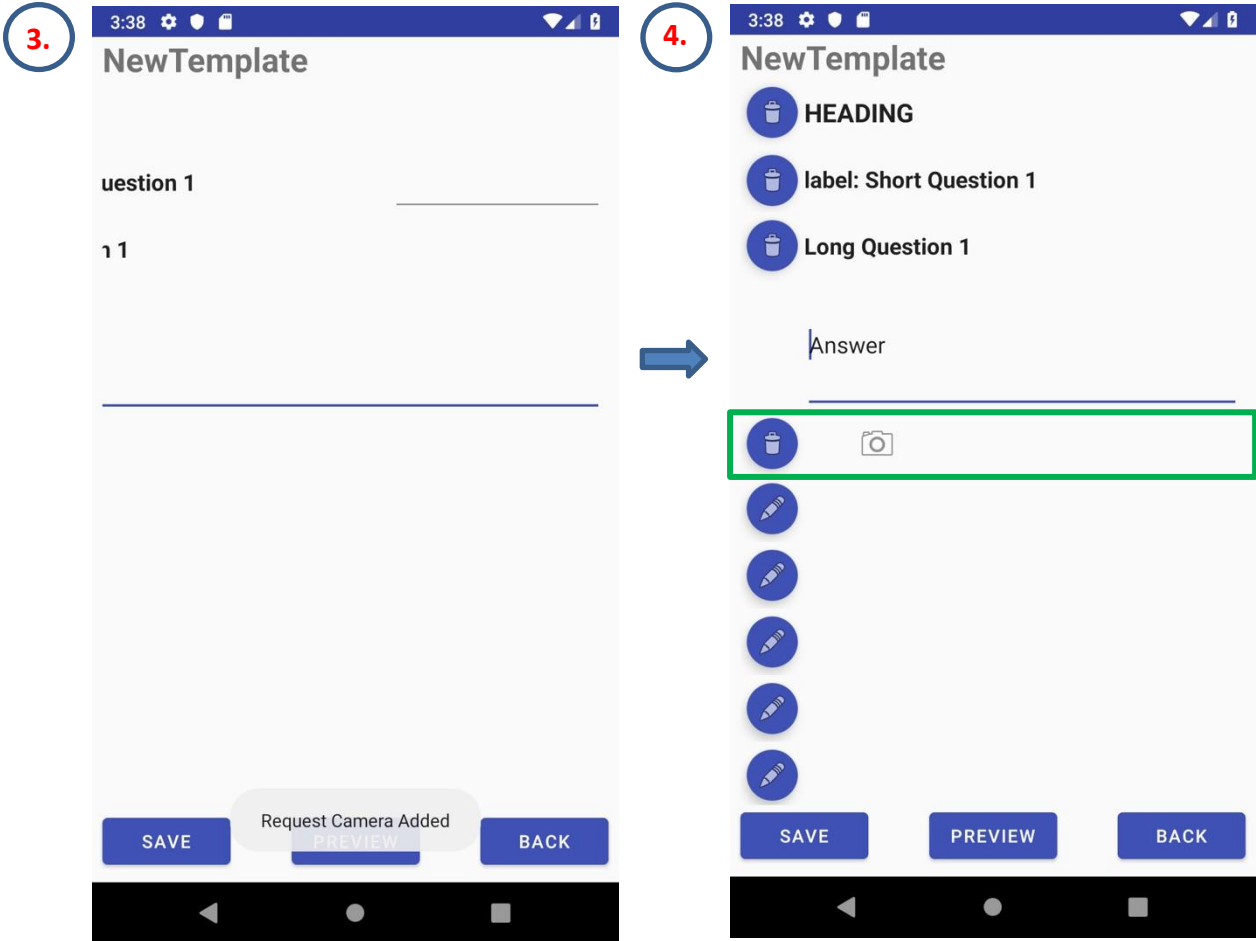 3.
3:38
NewTemplate
uestion 1
n 1
Request Camera Added
SAVE
PREVIEW
BACK
4.
3:38
NewTemplate
HEADING
label: Short Question 1
Long Question 1
Answer
SAVE
PREVIEW
BACK